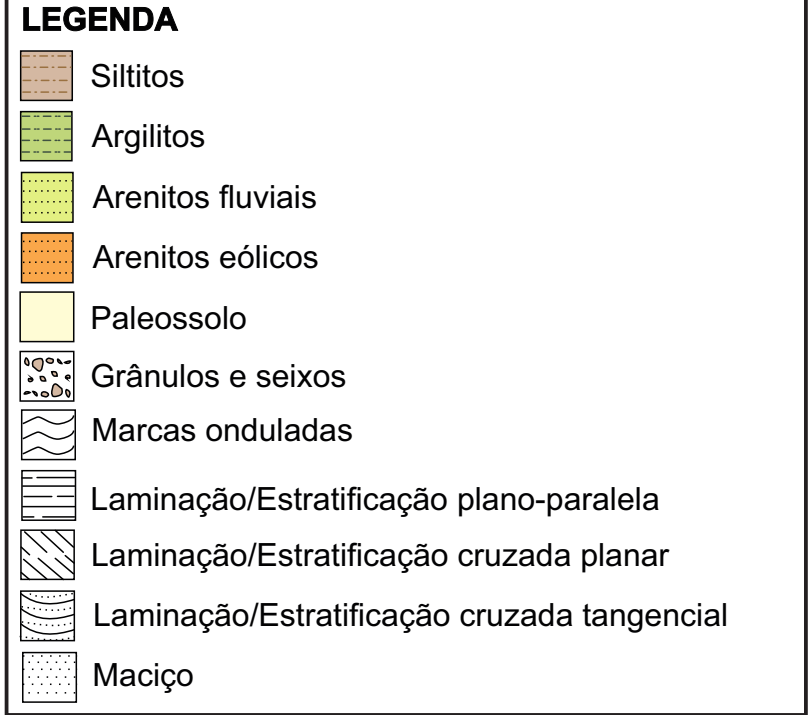 LEGENDA
Siltitos
Argilitos
Arenitos fluviais
Arenitos eólicos
Paleossolo
Grânulos e seixos
Marcas onduladas
Laminação/Estratificação plano-paralela
Laminação/Estratificação cruzada planar
Laminação/Estratificação cruzada tangencial
Maciço